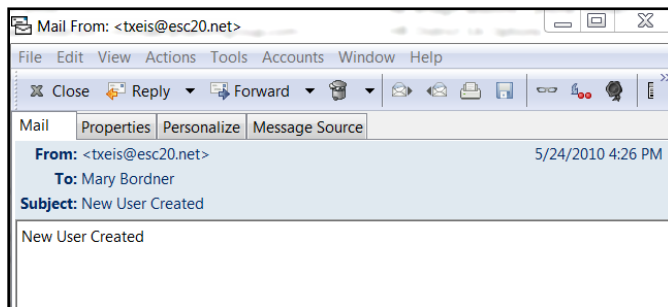 Mail From: <txeis@esc20.net>
File Edit View Actions Tools Accounts Window Help
Close Reply Forward
Mail Properties Personalize Message Source
From: <txeis@esc20.net> 5/24/2010 4:26 PM
To: Mary Bordner
Subject: New User Created
New User Created